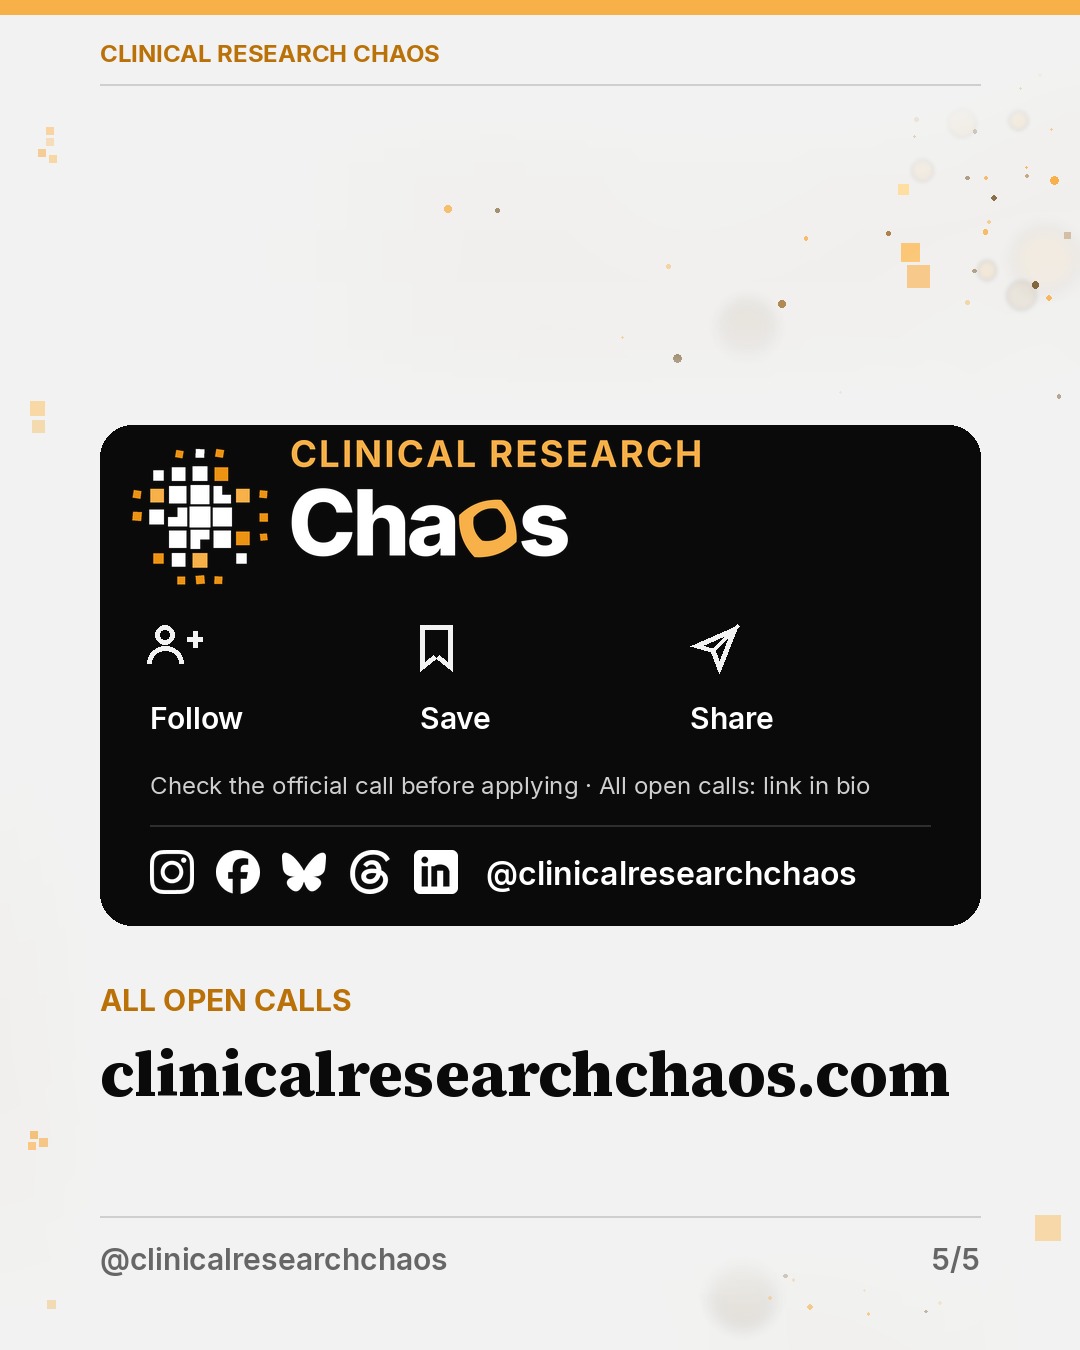 CLINICAL RESEARCH CHAOS
CLINICAL RESEARCH
Chaos
Follow
Save
Share
Check the official call before applying · All open calls: link in bio
@clinicalresearchchaos
ALL OPEN CALLS
clinicalresearchchaos.com
@clinicalresearchchaos
5/5